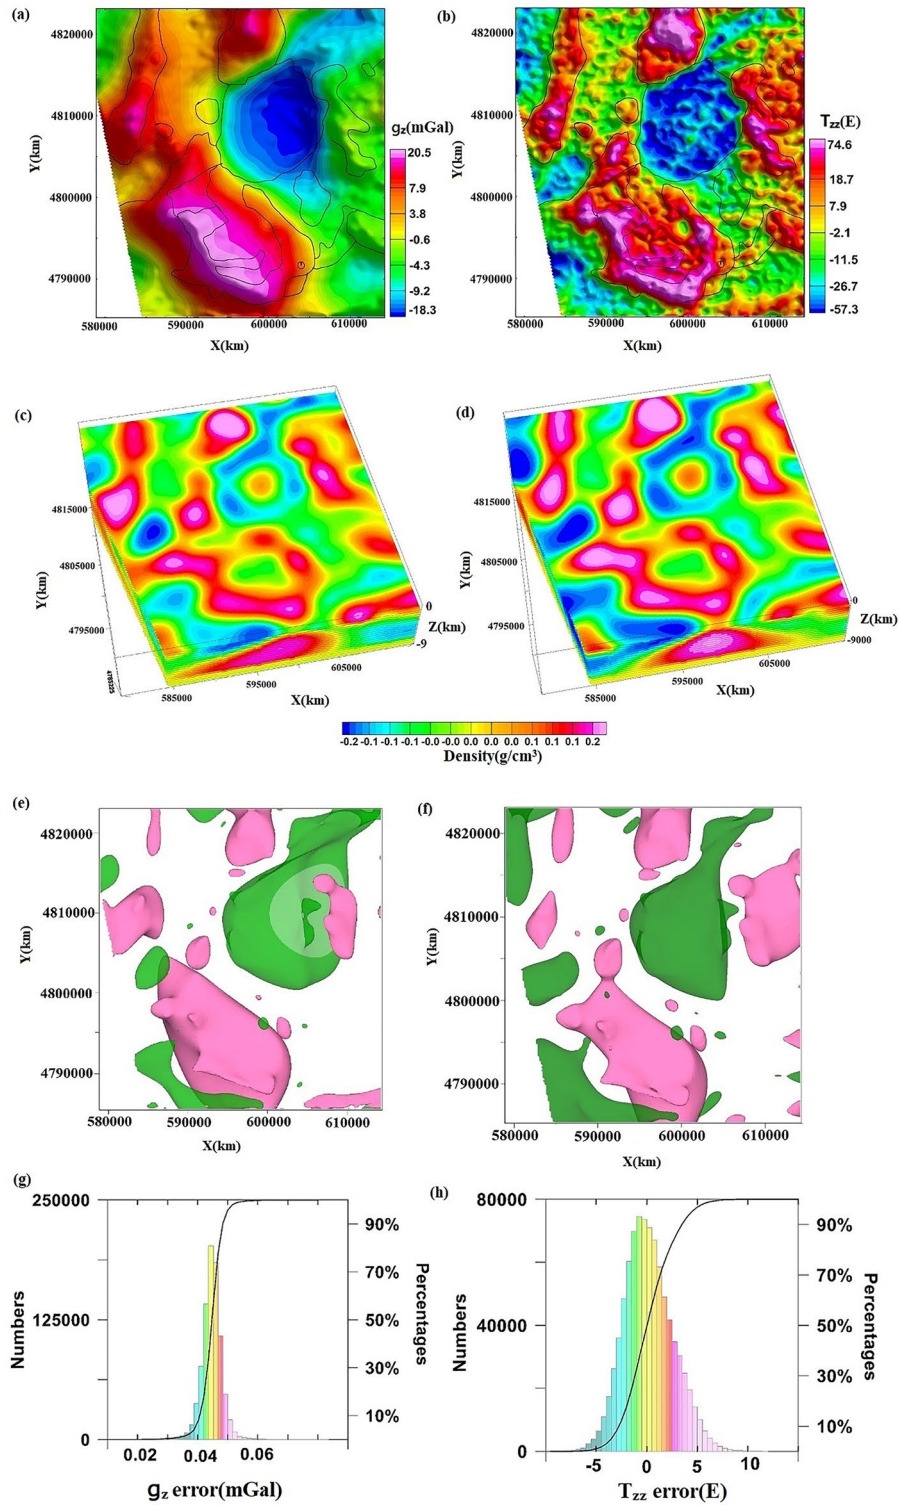 (a)
4820000
4810000
4800000
4790000
Y(km)
580000 590000 600000 610000
X(km)
gz(mGal)
20.5
7.9
3.8
-0.6
-4.3
-9.2
-18.3
(b)
4820000
4810000
4800000
4790000
Y(km)
580000 590000 600000 610000
X(km)
Tzz(E)
74.6
18.7
7.9
-2.1
-11.5
-26.7
-57.3
(c)
4815000
4805000
4795000
Y(km)
585000 595000 605000
X(km)
0
Z(km)
-9
(d)
4815000
4805000
4795000
Y(km)
585000 595000 605000
X(km)
0
Z(km)
-9000
-0.2 -0.1 -0.1 -0.1 -0.0 -0.0 0.0 0.0 0.0 0.1 0.1 0.1 0.2
Density(g/cm³)
(e)
4820000
4810000
4800000
4790000
Y(km)
580000 590000 600000 610000
X(km)
(f)
4820000
4810000
4800000
4790000
Y(km)
580000 590000 600000 610000
X(km)
(g)
250000
125000
0
Numbers
0.02 0.04 0.06
gz error(mGal)
90%
70%
50%
30%
10%
Percentages
(h)
80000
40000
0
Numbers
-5 0 5 10
Tzz error(E)
90%
70%
50%
30%
10%
Percentages